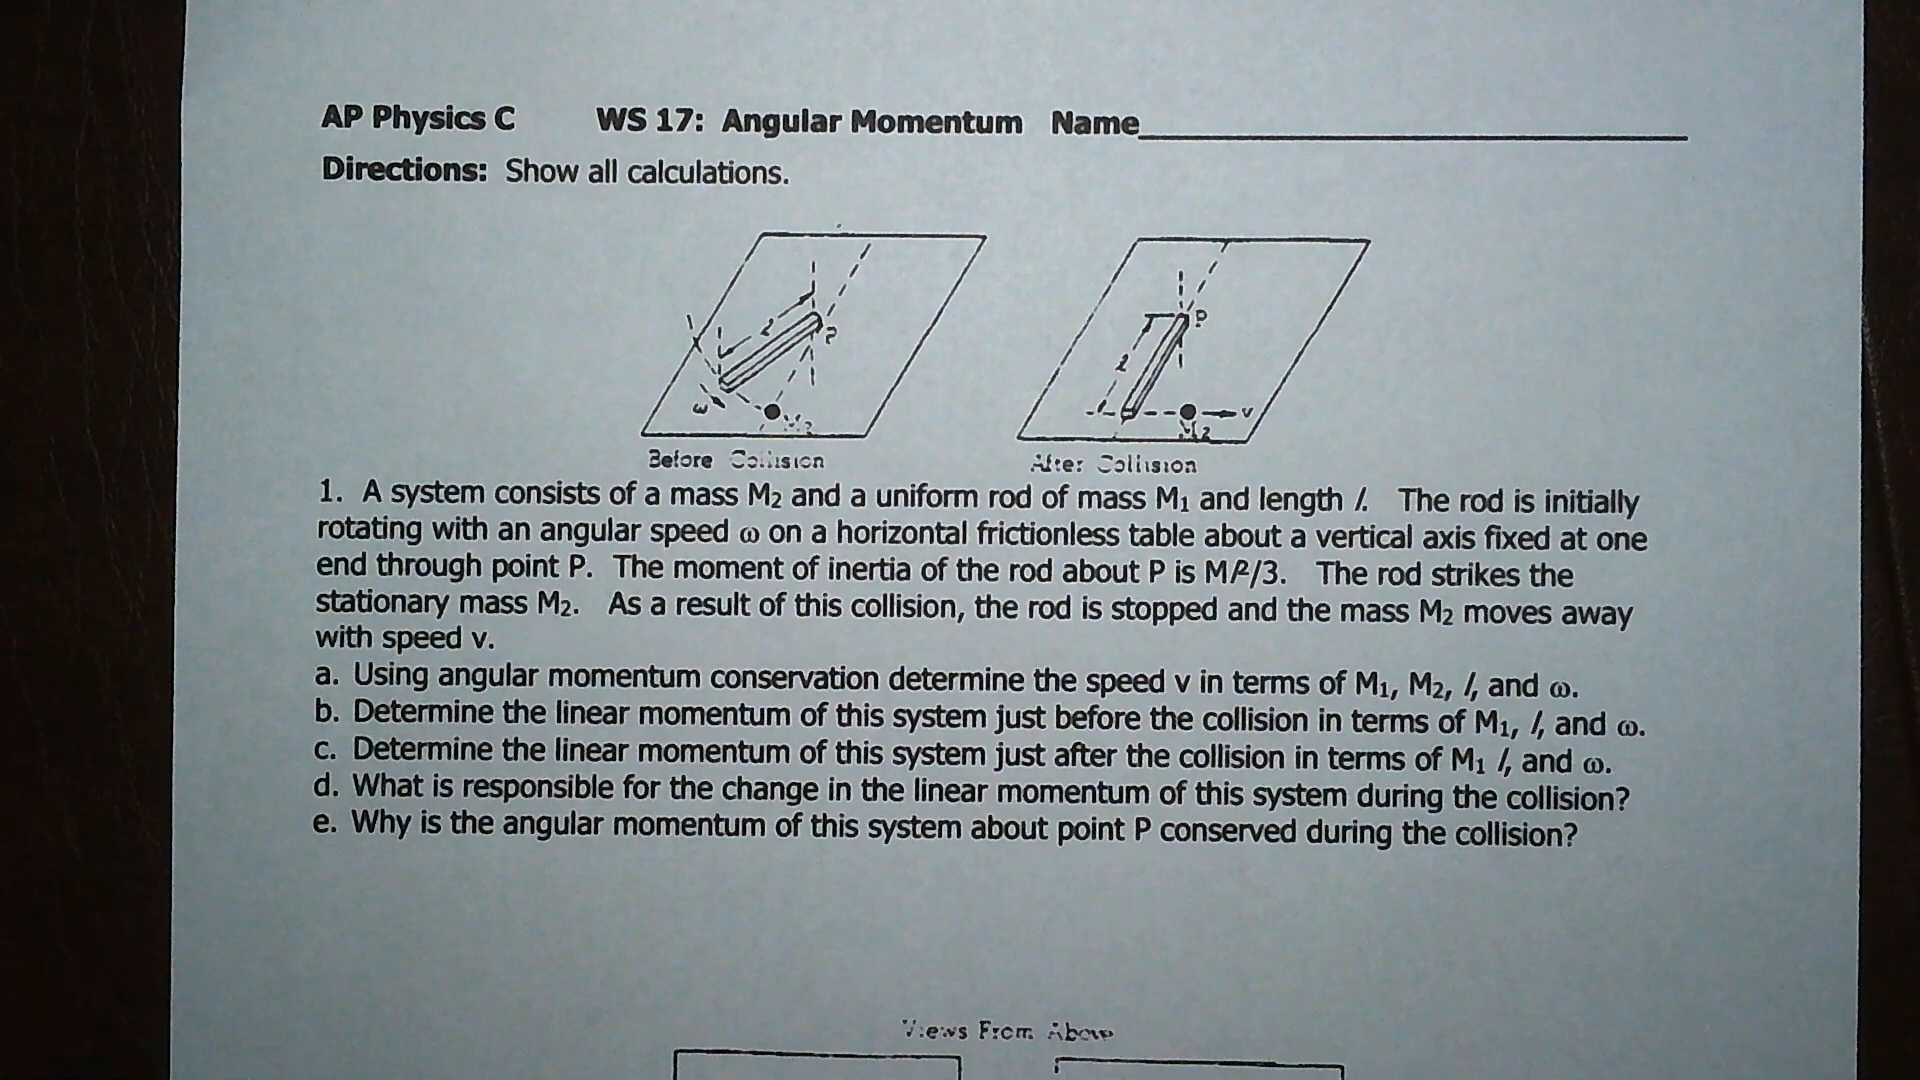 AP Physics C WS 17: Angular Momentum Name
Directions: Show all calculations.
l P ω M₂
l P v M₂
Before Collision After Collision
1. A system consists of a mass M₂ and a uniform rod of mass M₁ and length l. The rod is initially
rotating with an angular speed ω on a horizontal frictionless table about a vertical axis fixed at one
end through point P. The moment of inertia of the rod about P is Ml²/3. The rod strikes the
stationary mass M₂. As a result of this collision, the rod is stopped and the mass M₂ moves away
with speed v.
a. Using angular momentum conservation determine the speed v in terms of M₁, M₂, l, and ω.
b. Determine the linear momentum of this system just before the collision in terms of M₁, l, and ω.
c. Determine the linear momentum of this system just after the collision in terms of M₁ l, and ω.
d. What is responsible for the change in the linear momentum of this system during the collision?
e. Why is the angular momentum of this system about point P conserved during the collision?
Views From Above